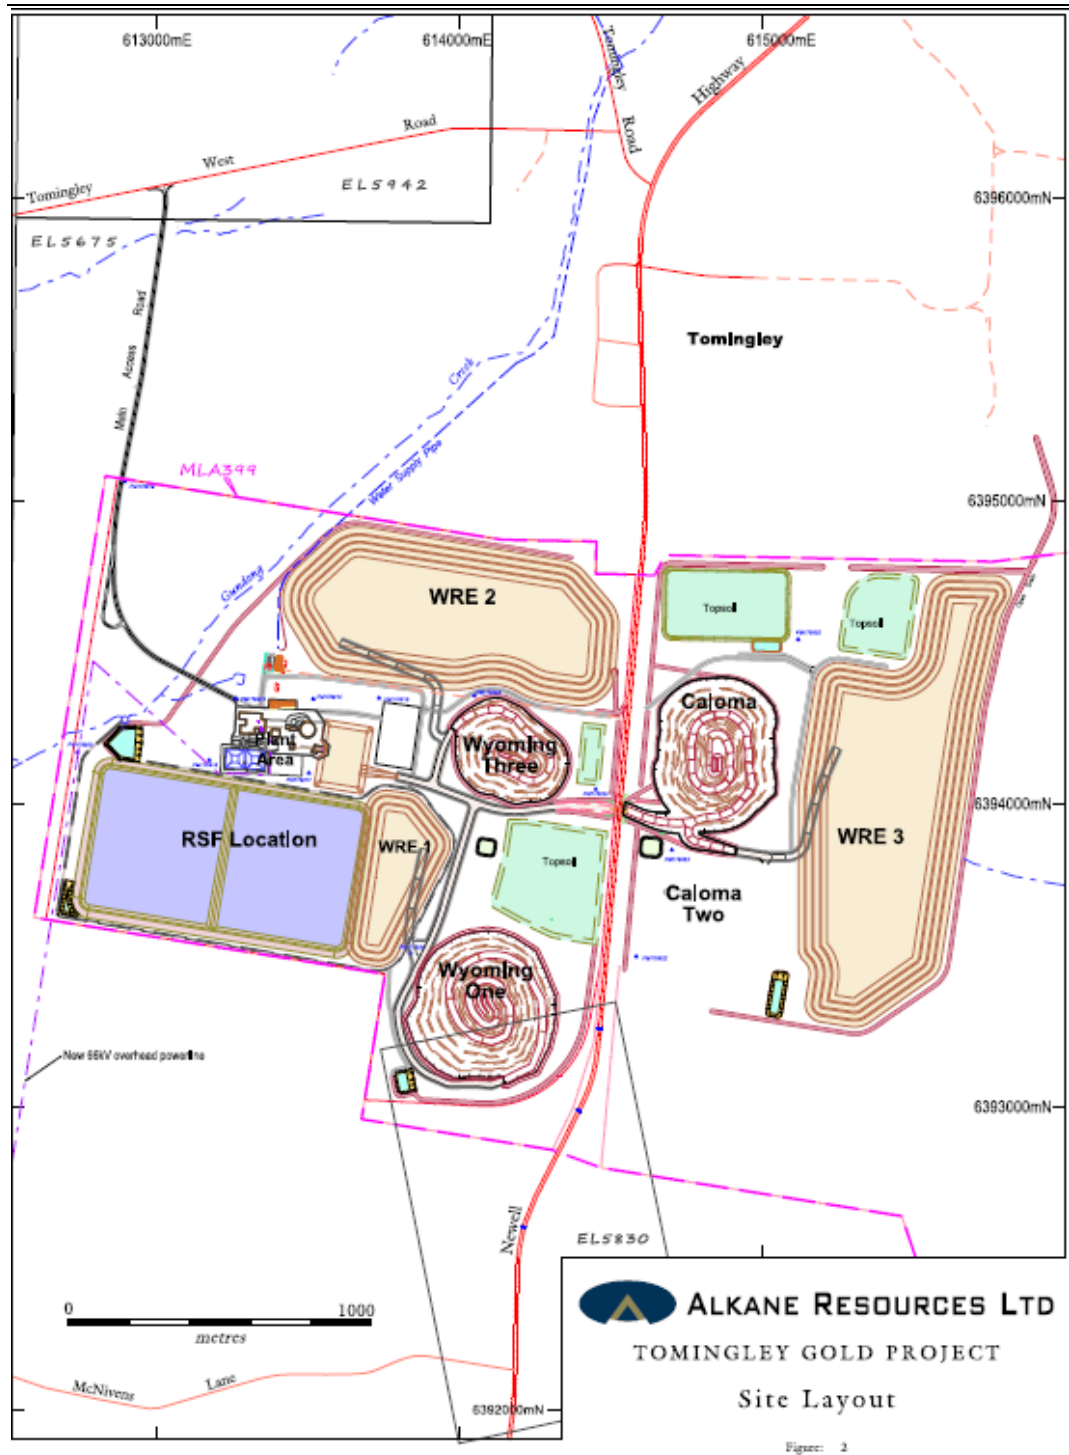 613000mE
614000mE
615000mE
Tomingley
Road
Highway
Tomingley
West
Road
EL5942
6396000mN
EL5675
Main
Access
Road
Tomingley
Creek
Water Supply Pipe
MLA399
6395000mN
Gundong
WRE 2
Topsoil
Topsoil
Caloma
Wyoming
Three
Plant
Area
6394000mN
RSF Location
WRE 1
WRE 3
Topsoil
Caloma
Two
Wyoming
One
New 66kV overhead powerline
6393000mN
Newell
EL5830
0
1000
metres
McNivens
Lane
6392000mN
ALKANE RESOURCES LTD
TOMINGLEY GOLD PROJECT
Site Layout
Figure: 2